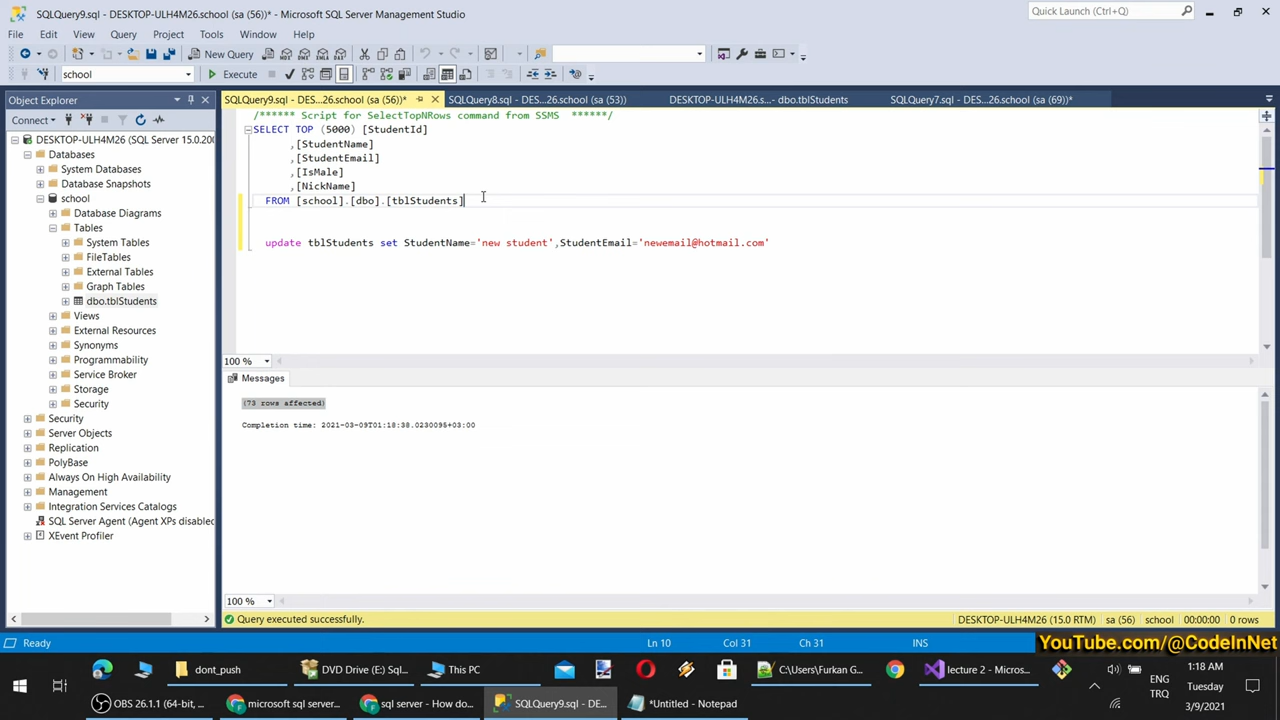 SQLQuery9.sql - DESKTOP-ULH4M26.school (sa (56))* - Microsoft SQL Server Management Studio
Quick Launch (Ctrl+Q)
File Edit View Query Project Tools Window Help
New Query
school Execute
Object Explorer
SQLQuery9.sql - DES...26.school (sa (56))* SQLQuery8.sql - DES...26.school (sa (53)) DESKTOP-ULH4M26.s... - dbo.tblStudents SQLQuery7.sql - DES...26.school (sa (69))*
Connect
DESKTOP-ULH4M26 (SQL Server 15.0.200
Databases
System Databases
Database Snapshots
school
Database Diagrams
Tables
System Tables
FileTables
External Tables
Graph Tables
dbo.tblStudents
Views
External Resources
Synonyms
Programmability
Service Broker
Storage
Security
Security
Server Objects
Replication
PolyBase
Always On High Availability
Management
Integration Services Catalogs
SQL Server Agent (Agent XPs disabled
XEvent Profiler
/****** Script for SelectTopNRows command from SSMS ******/
SELECT TOP (5000) [StudentId]
,[StudentName]
,[StudentEmail]
,[IsMale]
,[NickName]
FROM [school].[dbo].[tblStudents]
update tblStudents set StudentName='new student',StudentEmail='newemail@hotmail.com'
100 %
Messages
(73 rows affected)
Completion time: 2021-03-09T01:18:38.0230095+03:00
100 %
Query executed successfully. DESKTOP-ULH4M26 (15.0 RTM) sa (56) school 00:00:00 0 rows
Ready Ln 10 Col 31 Ch 31 INS
YouTube.com/@CodeInNet
dont_push DVD Drive (E:) Sql... This PC C:\Users\Furkan G... lecture 2 - Micros...
OBS 26.1.1 (64-bit, ... microsoft sql server... sql server - How do... SQLQuery9.sql - DE... *Untitled - Notepad
ENG
TRQ
1:18 AM
Tuesday
3/9/2021